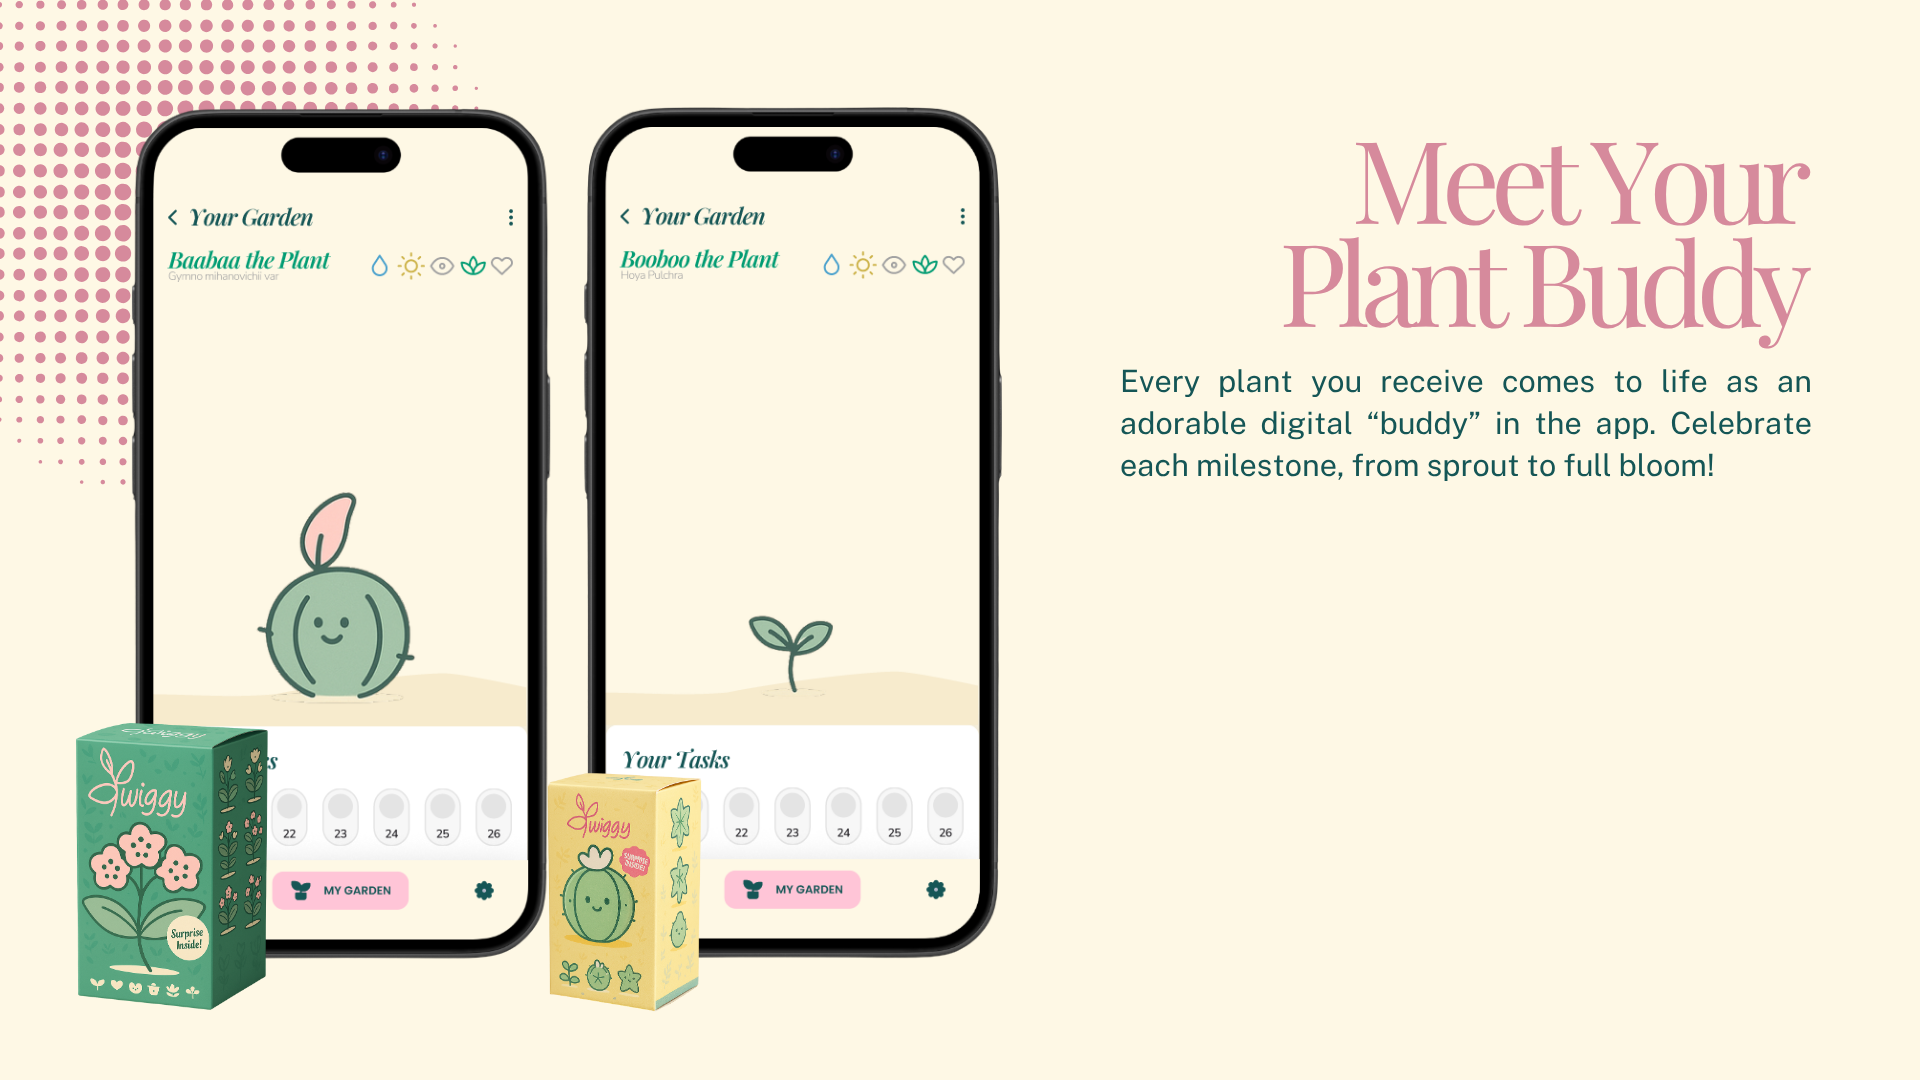 Meet Your
Plant Buddy
Every plant you receive comes to life as an
adorable digital “buddy” in the app. Celebrate
each milestone, from sprout to full bloom!
Your Garden
Baabaa the Plant
Gymno mihanovichii var
s
22 23 24 25 26
MY GARDEN
Your Garden
Booboo the Plant
Hoya Pulchra
Your Tasks
22 23 24 25 26
MY GARDEN
Twiggy
Twiggy
Surprise
Inside!
Twiggy
SURPRISE
INSIDE!